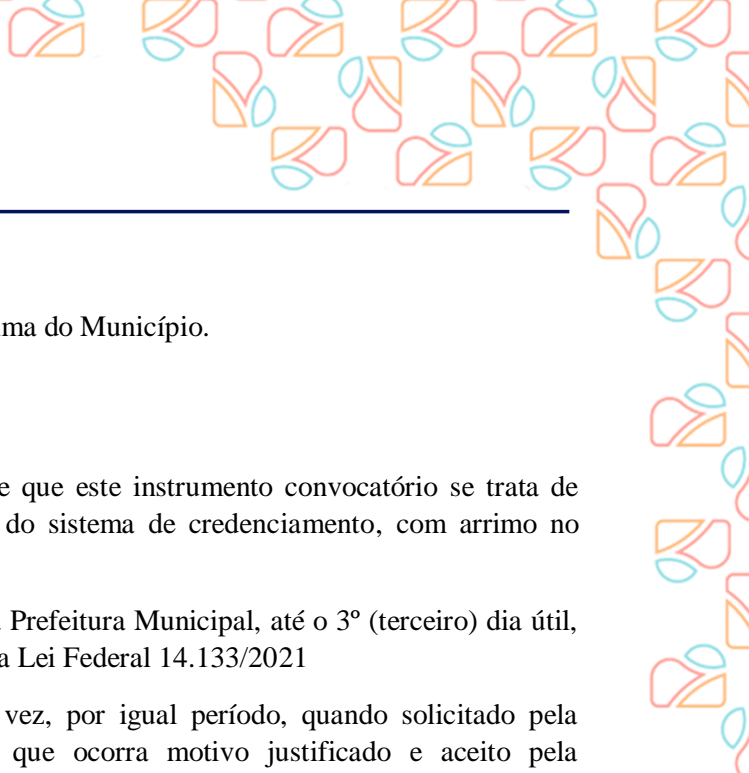 do Município.
que este instrumento convocatório se trata de
do sistema de credenciamento, com arrimo no
Prefeitura Municipal, até o 3º (terceiro) dia útil,
a Lei Federal 14.133/2021
vez, por igual período, quando solicitado pela
que ocorra motivo justificado e aceito pela